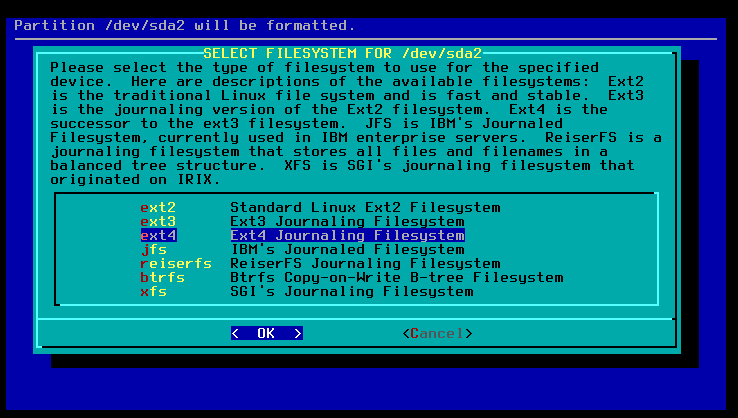 Partition /dev/sda2 will be formatted.
SELECT FILESYSTEM FOR /dev/sda2
Please select the type of filesystem to use for the specified
device.  Here are descriptions of the available filesystems:  Ext2
is the traditional Linux file system and is fast and stable.  Ext3
is the journaling version of the Ext2 filesystem.  Ext4 is the
successor to the ext3 filesystem.  JFS is IBM's Journaled
Filesystem, currently used in IBM enterprise servers.  ReiserFS is a
journaling filesystem that stores all files and filenames in a
balanced tree structure.  XFS is SGI's journaling filesystem that
originated on IRIX.
ext2 Standard Linux Ext2 Filesystem
ext3 Ext3 Journaling Filesystem
ext4 Ext4 Journaling Filesystem
jfs IBM's Journaled Filesystem
reiserfs ReiserFS Journaling Filesystem
btrfs Btrfs Copy-on-Write B-tree Filesystem
xfs SGI's Journaling Filesystem
<  OK  > <Cancel>